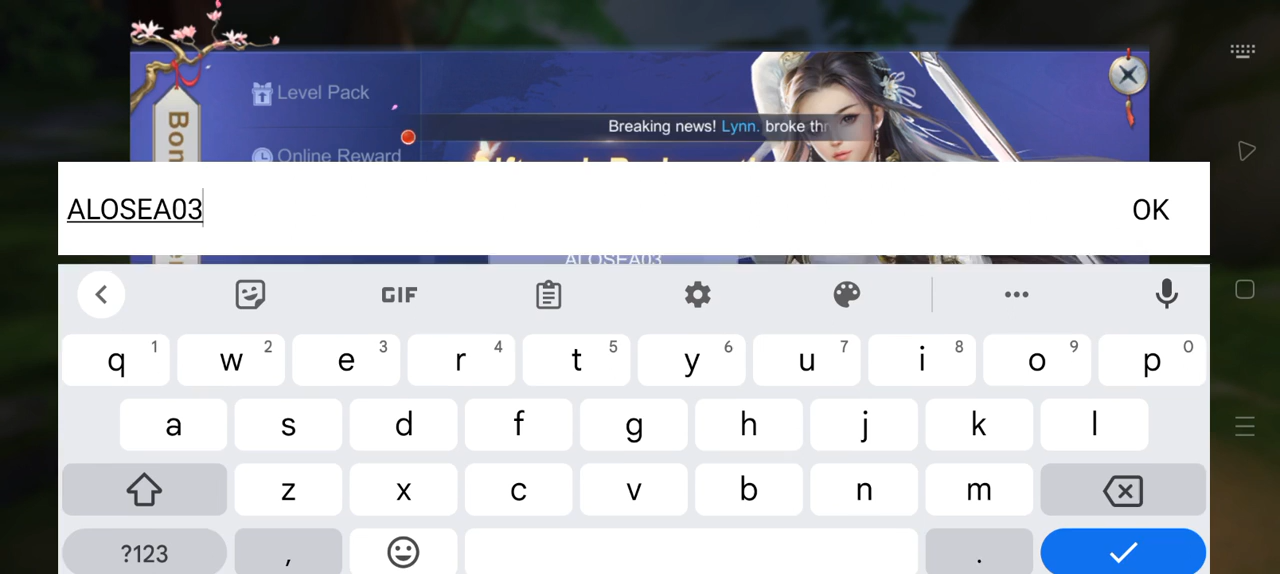 Level Pack
Breaking news! Lynn. broke thr
Online Reward
Bon
ALOSEA03
OK
ALOSEA03
GIF
q 1 w 2 e 3 r 4 t 5 y 6 u 7 i 8 o 9 p 0
a s d f g h j k l
z x c v b n m
?123 , .